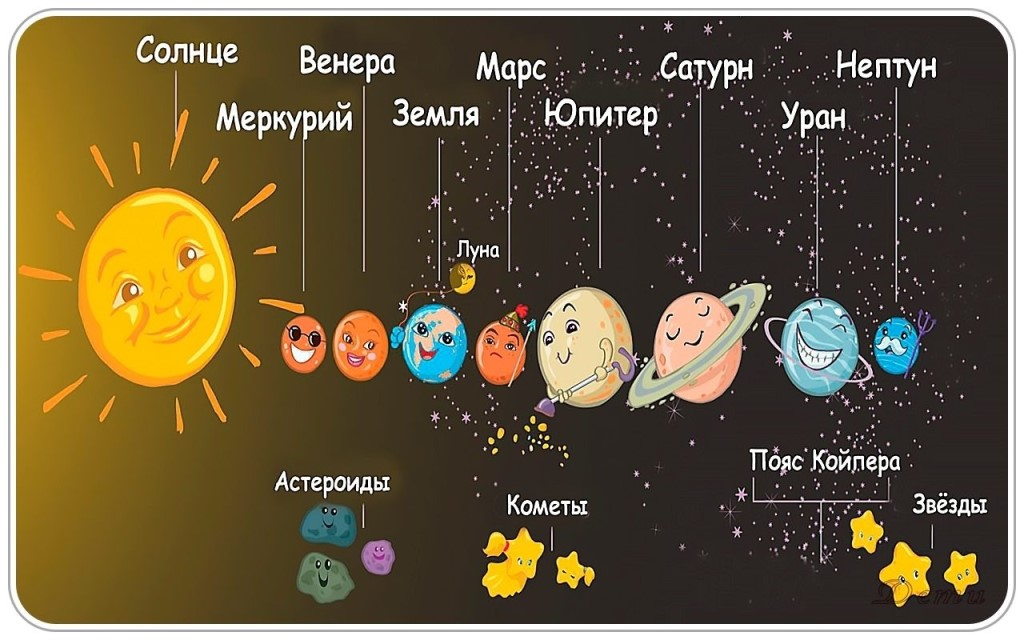 Солнце
Венера
Марс
Сатурн
Нептун
Меркурий
Земля
Юпитер
Уран
Луна
Пояс Койпера
Астероиды
Кометы
Звёзды